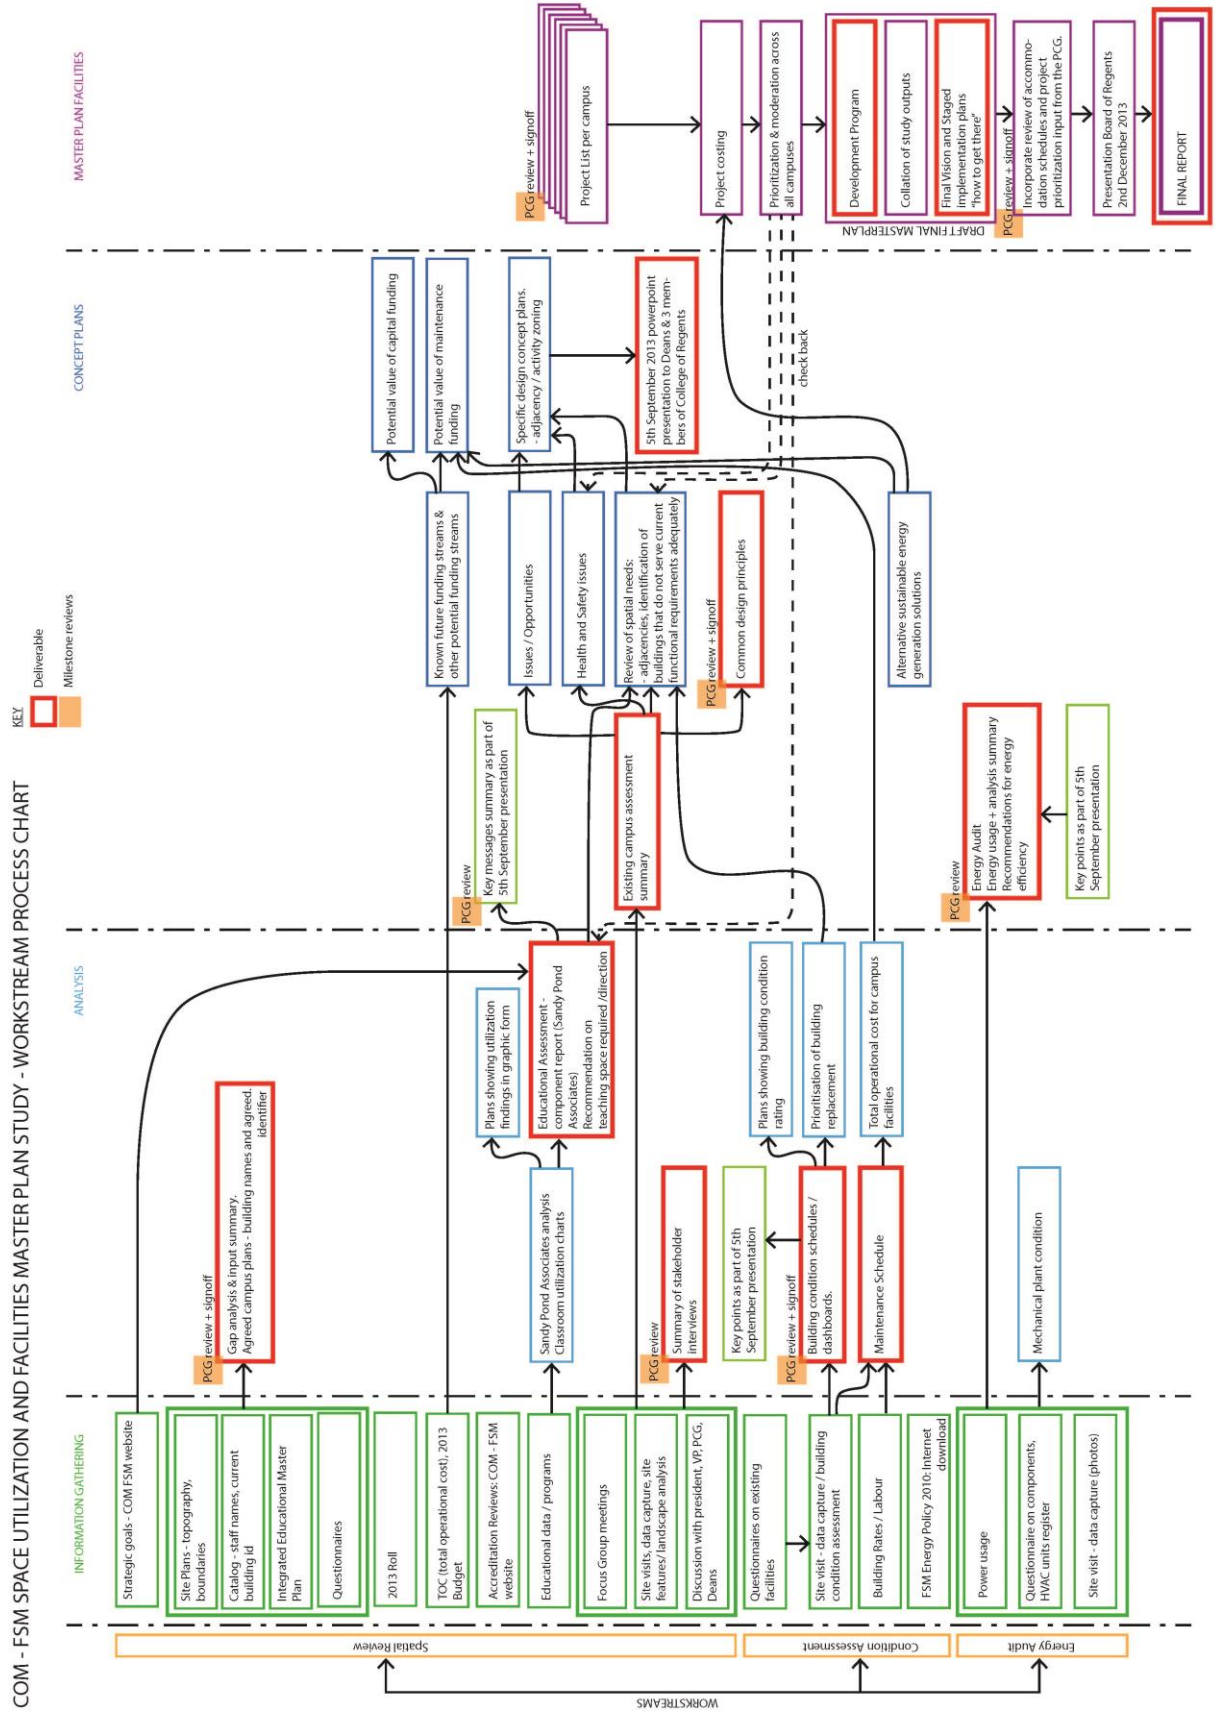 COM - FSM SPACE UTILIZATION AND FACILITIES MASTER PLAN STUDY - WORKSTREAM PROCESS CHART
KEY
Deliverable
Milestone reviews
WORKSTREAMS
Spatial Review
Condition Assessment
Energy Audit
INFORMATION GATHERING
Strategic goals - COM FSM website
Site Plans - topography,
boundaries
Catalog - staff names, current
building id
Integrated Educational Master
Plan
Questionnaires
2013 Roll
TOC (total operational cost), 2013
Budget
Accreditation Reviews: COM - FSM
website
Educational data / programs
Focus Group meetings
Site visits, data capture, site
features/ landscape analysis
Discussion with president, VP, PCG,
Deans
Questionnaires on existing
facilities
Site visit - data capture / building
condition assessment
Building Rates / Labour
FSM Energy Policy 2010: Internet
download
Power usage
Questionnaire on components,
HVAC units register
Site visit - data capture (photos)
ANALYSIS
PCG review + signoff
Gap analysis & input summary.
Agreed campus plans - building names and agreed.
identifier
Sandy Pond Associates analysis
Classroom utilization charts
Plans showing utilization
findings in graphic form
Educational Assessment -
component report (Sandy Pond
Associates)
Recommendation on
teaching space required /direction
PCG review
Summary of stakeholder
interviews
Key points as part of 5th
September presentation
PCG review + signoff
Building condition schedules /
dashboards.
Maintenance Schedule
Plans showing building condition
rating
Prioritisation of building
replacement
Total operational cost for campus
facilities
Mechanical plant condition
PCG review
Key messages summary as part of
5th September presentation
Existing campus assessment
summary
PCG review
Energy Audit
Energy usage + analysis summary
Recommendations for energy
efficiency
Key points as part of 5th
September presentation
CONCEPT PLANS
Known future funding streams &
other potential funding streams
Issues / Opportunities
Health and Safety issues
Review of spatial needs:
- adjacencies, identification of
buildings that do not serve current
functional requirements adequately
PCG review + signoff
Common design principles
Alternative sustainable energy
generation solutions
Potential value of capital funding
Potential value of maintenance
funding
Specific design concept plans.
- adjacency / activity zoning
5th September 2013 powerpoint
presentation to Deans & 3 mem-
bers of College of Regents
check back
MASTER PLAN FACILITIES
PCG review + signoff
Project List per campus
Project costing
Prioritization & moderation across
all campuses
DRAFT FINAL MASTERPLAN
Development Program
Collation of study outputs
Final Vision and Staged
implementation plans
"how to get there"
PCG review + signoff
Incorporate review of accommo-
dation schedules and project
prioritization input from the PCG.
Presentation Board of Regents
2nd December 2013
FINAL REPORT